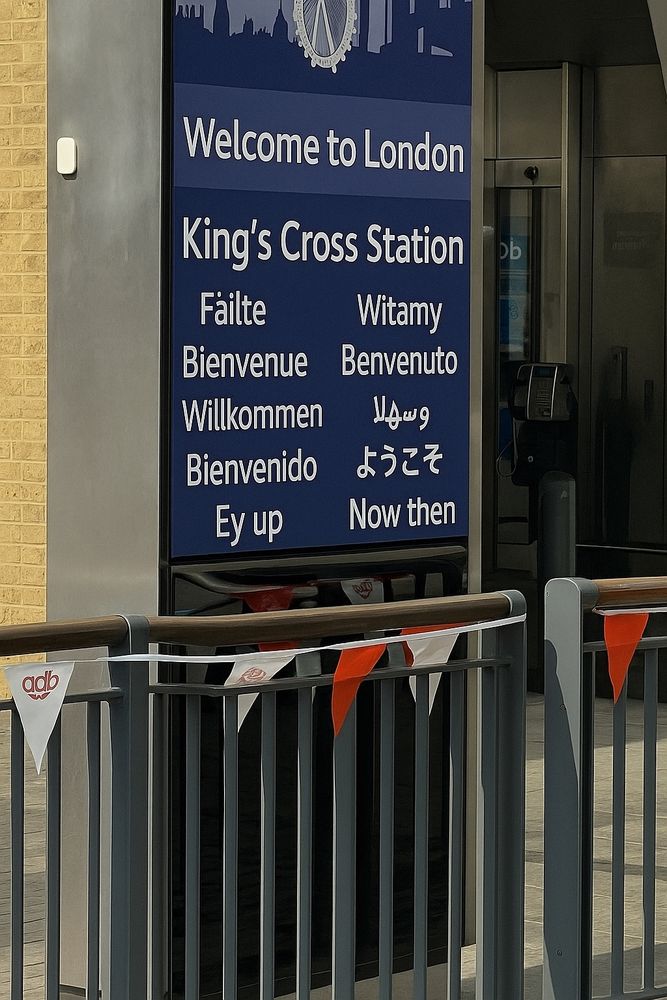 Welcome to London
King's Cross Station
Fàilte Witamy
Bienvenue Benvenuto
Willkommen وسهلا
Bienvenido ようこそ
Ey up Now then
adb